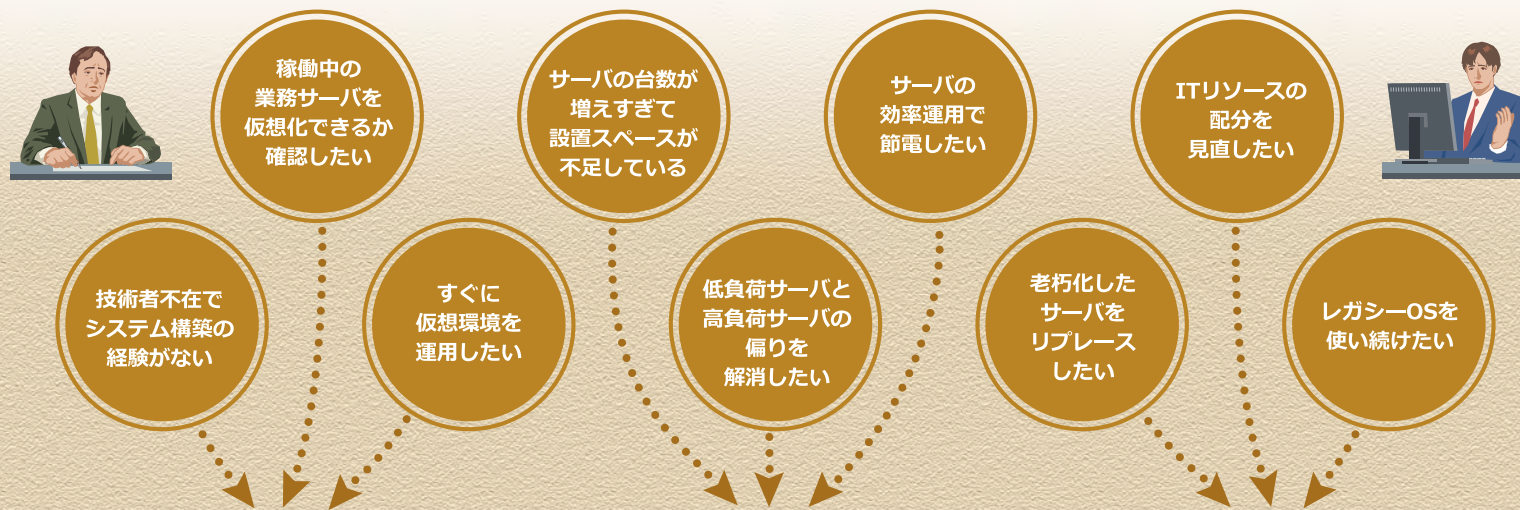 稼働中の
業務サーバを
仮想化できるか
確認したい
サーバの台数が
増えすぎて
設置スペースが
不足している
サーバの
効率運用で
節電したい
ITリソースの
配分を
見直したい
技術者不在で
システム構築の
経験がない
すぐに
仮想環境を
運用したい
低負荷サーバと
高負荷サーバの
偏りを
解消したい
老朽化した
サーバを
リプレース
したい
レガシーOSを
使い続けたい